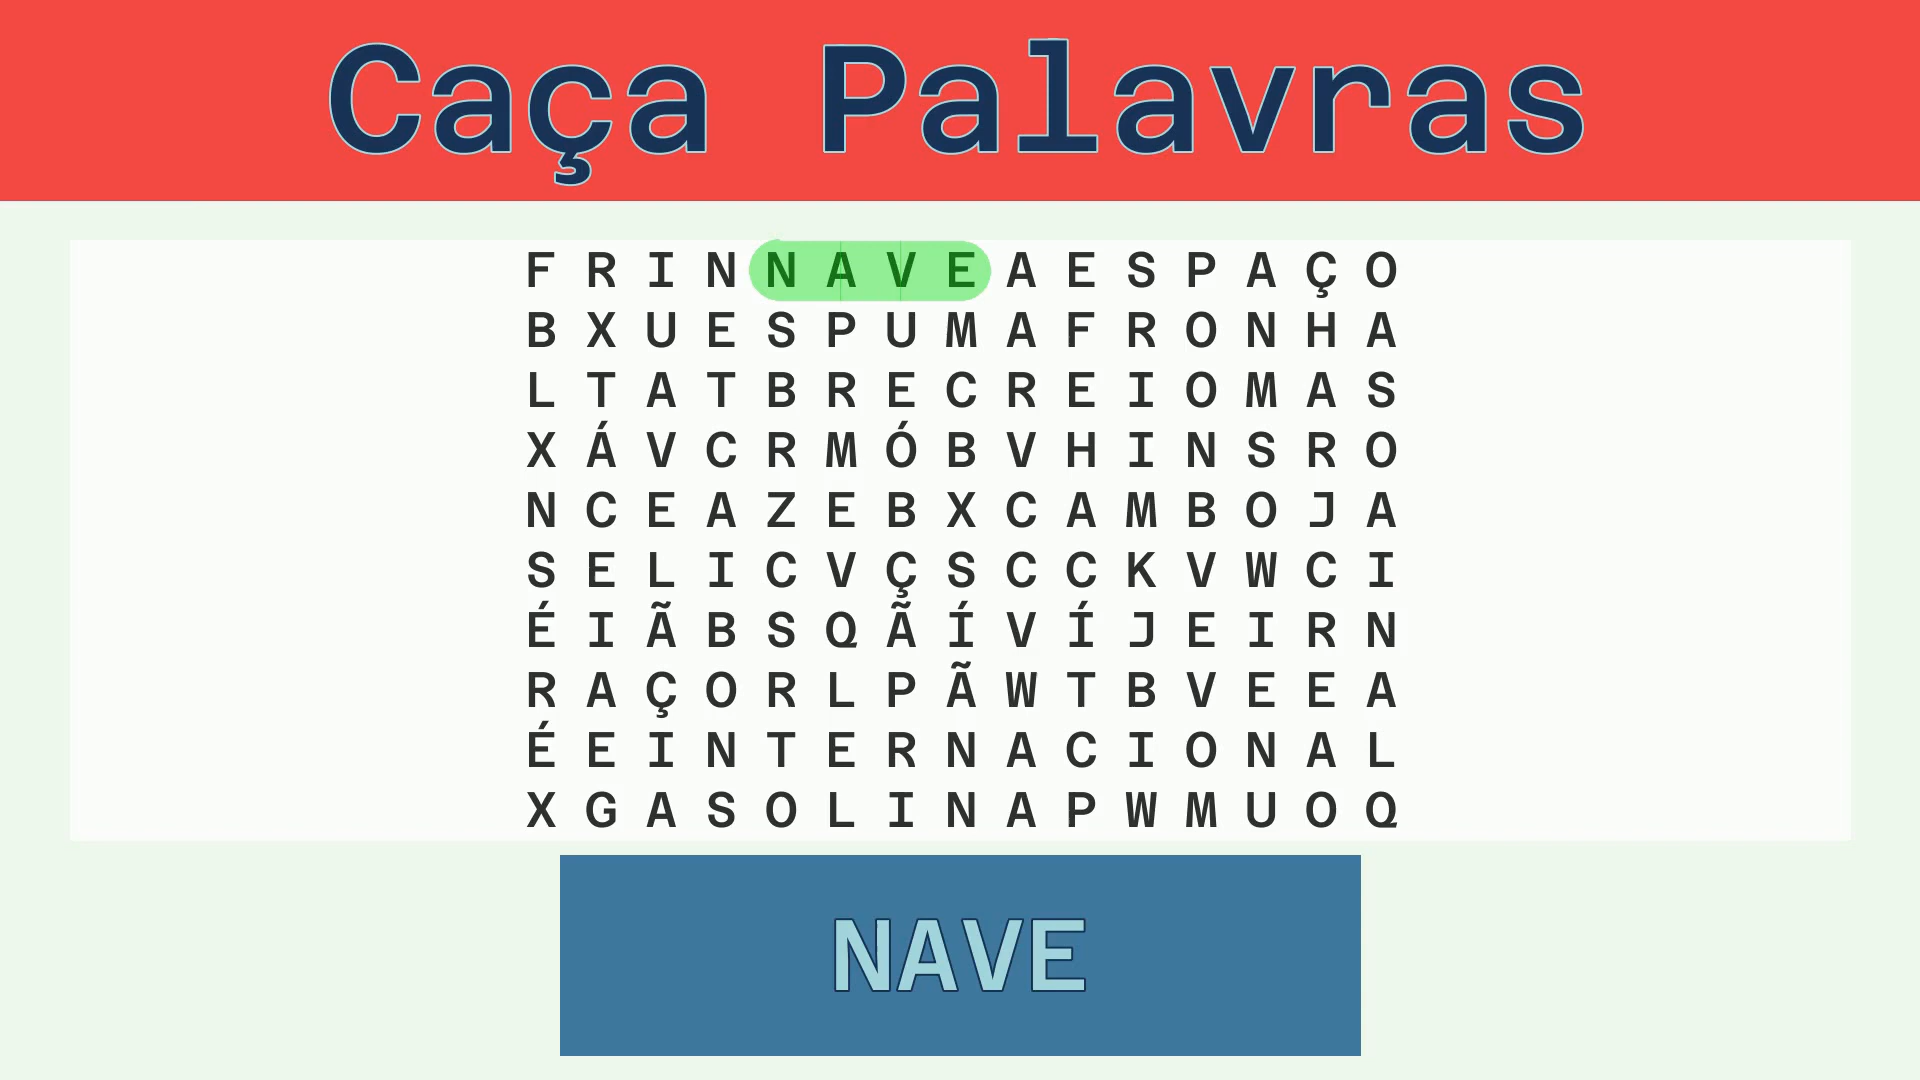 Caça Palavras
F R I N N A V E A E S P A Ç O
B X U E S P U M A F R O N H A
L T A T B R E C R E I O M A S
X Á V C R M Ó B V H I N S R O
N C E A Z E B X C A M B O J A
S E L I C V Ç S C C K V W C I
É I Ã B S Q Ã Í V Í J E I R N
R A Ç O R L P Ã W T B V E E A
É E I N T E R N A C I O N A L
X G A S O L I N A P W M U O Q
NAVE